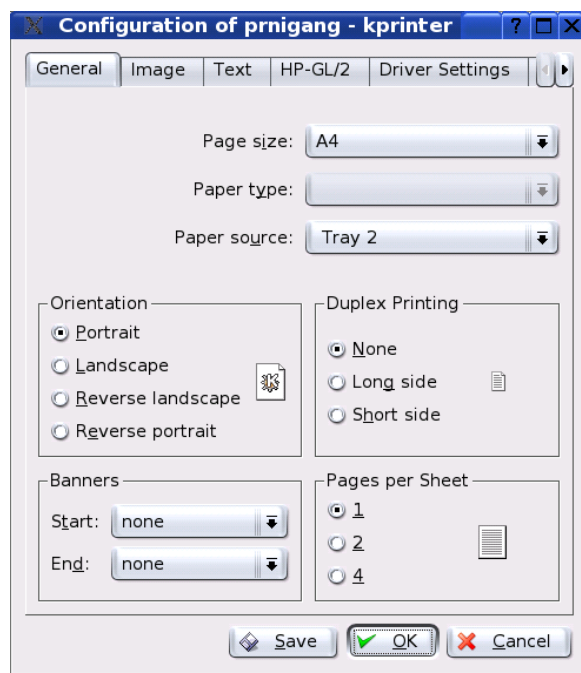 Configuration of prnigang - kprinter
General Image Text HP-GL/2 Driver Settings
Page size: A4
Paper type:
Paper source: Tray 2
Orientation
Portrait
Landscape
Reverse landscape
Reverse portrait
Duplex Printing
None
Long side
Short side
Banners
Start: none
End: none
Pages per Sheet
1
2
4
Save OK Cancel